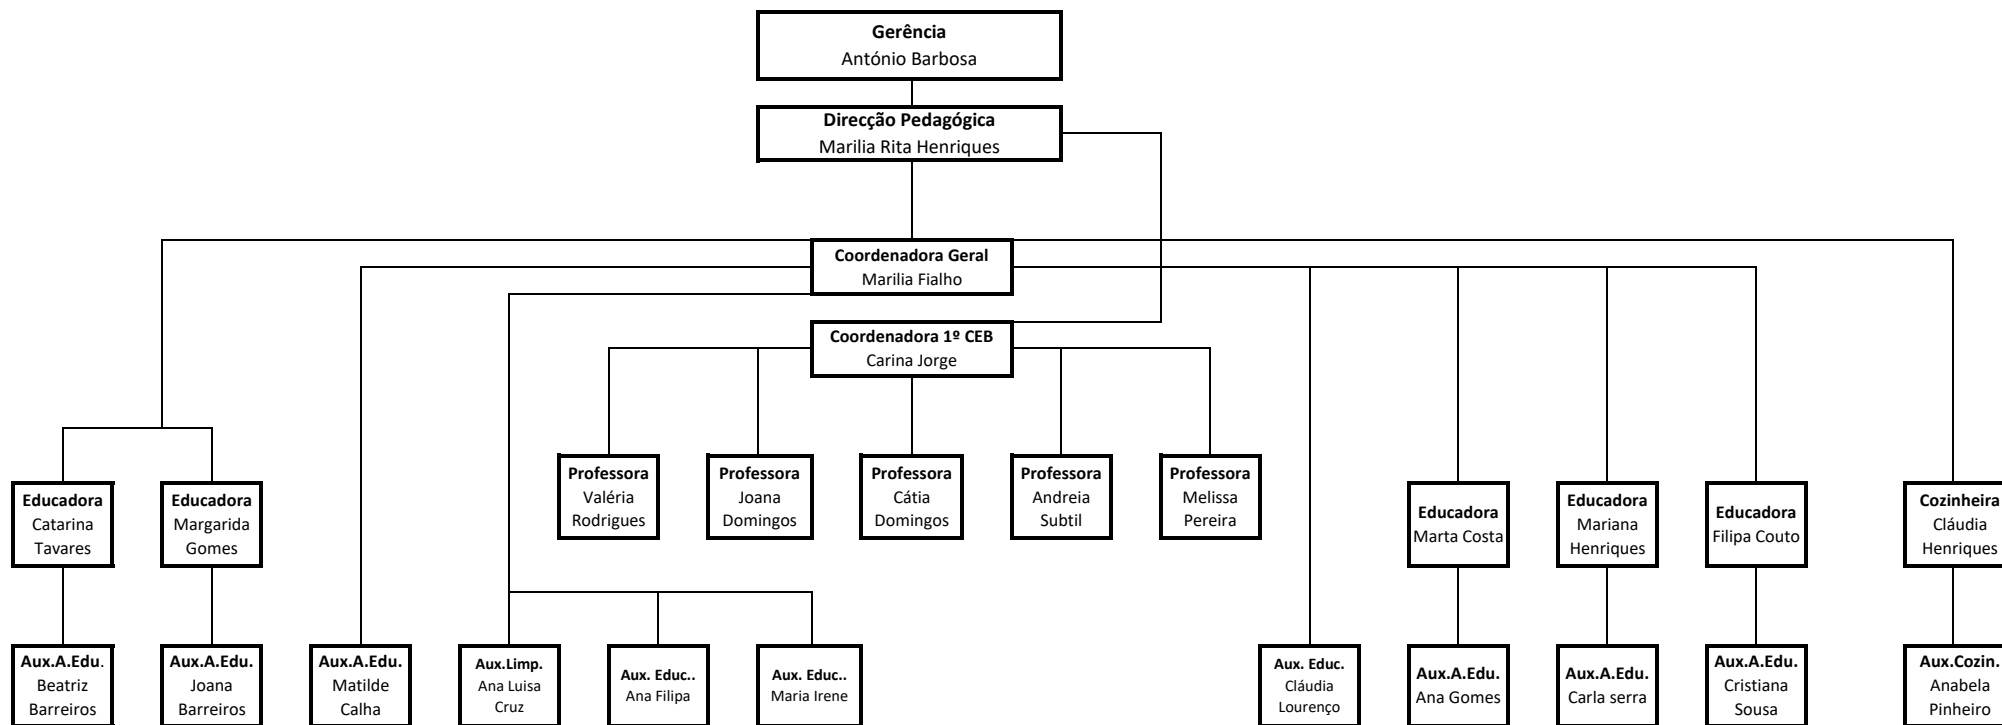 Gerência
António Barbosa
Direcção Pedagógica
Marilia Rita Henriques
Coordenadora Geral
Marilia Fialho
Coordenadora 1º CEB
Carina Jorge
Professora
Valéria
Rodrigues
Professora
Joana
Domingos
Professora
Cátia
Domingos
Professora
Andreia
Subtil
Professora
Melissa
Pereira
Educadora
Catarina
Tavares
Educadora
Margarida
Gomes
Educadora
Marta Costa
Educadora
Mariana
Henriques
Educadora
Filipa Couto
Cozinheira
Cláudia
Henriques
Aux.A.Edu.
Beatriz
Barreiros
Aux.A.Edu.
Joana
Barreiros
Aux.A.Edu.
Matilde
Calha
Aux.Limp.
Ana Luisa
Cruz
Aux. Educ..
Ana Filipa
Aux. Educ..
Maria Irene
Aux. Educ.
Cláudia
Lourenço
Aux.A.Edu.
Ana Gomes
Aux.A.Edu.
Carla serra
Aux.A.Edu.
Cristiana
Sousa
Aux.Cozin.
Anabela
Pinheiro